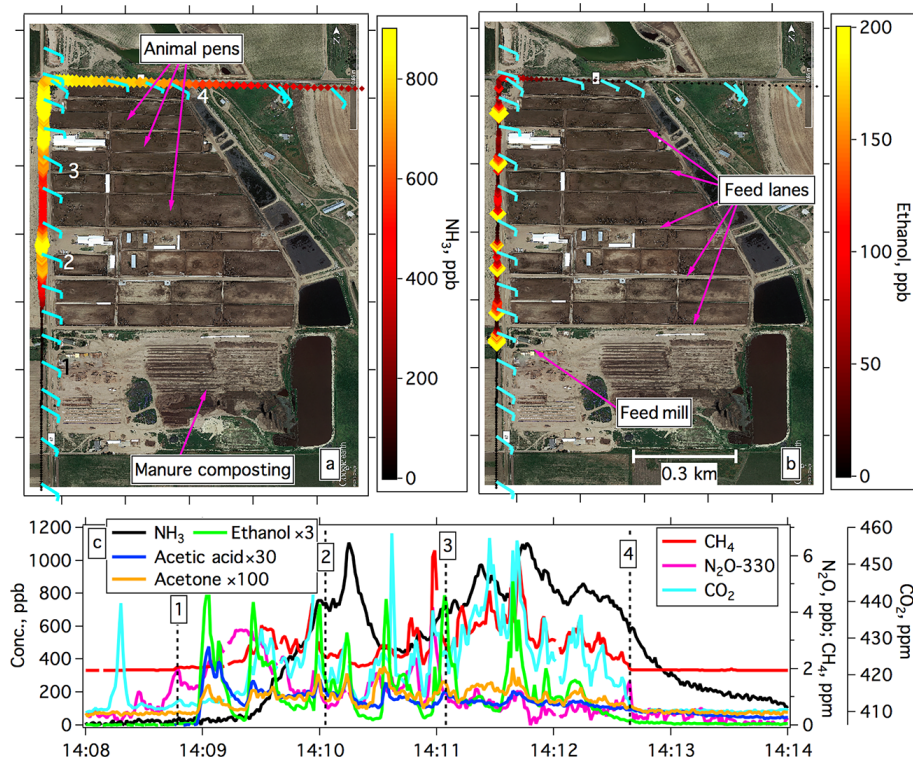 Animal pens
4
3
2
1
Manure composting
a
800
600
400
200
0
NH₃, ppb
Feed lanes
Feed mill
0.3 km
b
200
150
100
50
0
Ethanol, ppb
c
NH₃ Ethanol ×3
Acetic acid×30
Acetone ×100
1
2
3
4
CH₄
N₂O-330
CO₂
1200
1000
800
600
400
200
0
Conc., ppb
6
4
2
0
N₂O, ppb; CH₄, ppm
460
450
440
430
420
410
CO₂, ppm
14:08 14:09 14:10 14:11 14:12 14:13 14:14